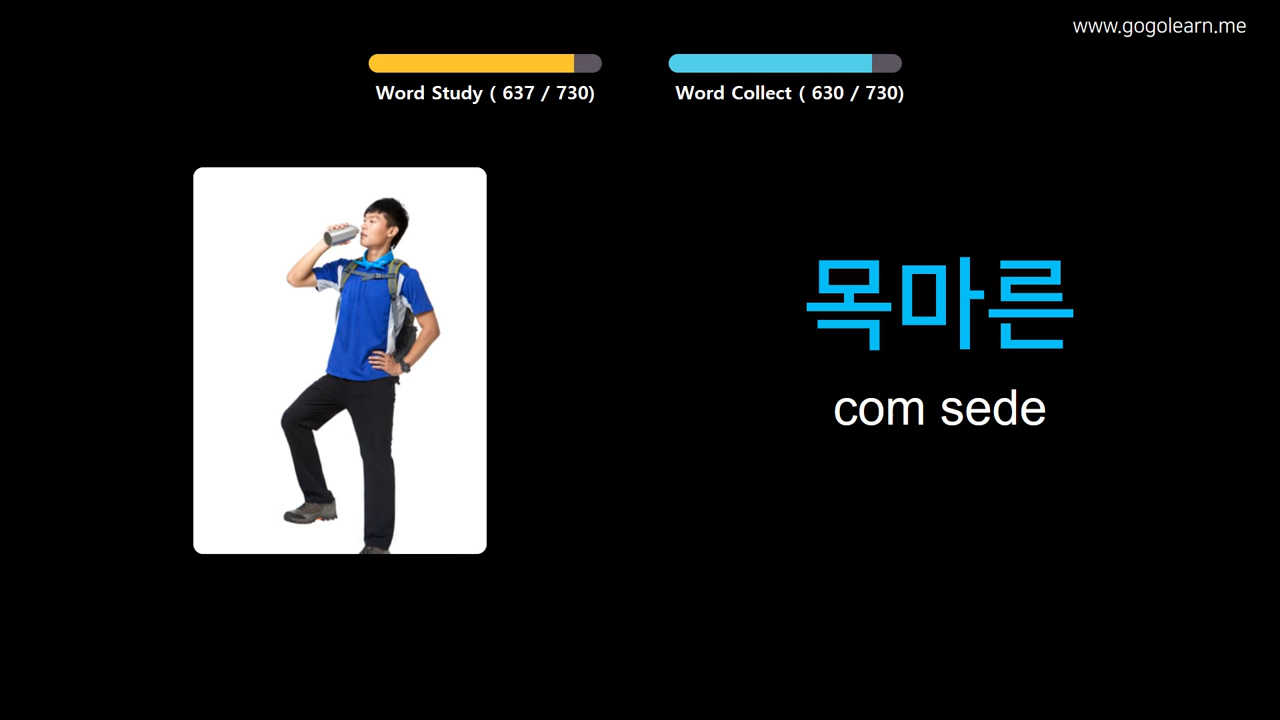 www.gogolearn.me
Word Study ( 637 / 730)
Word Collect ( 630 / 730)
목마른
com sede